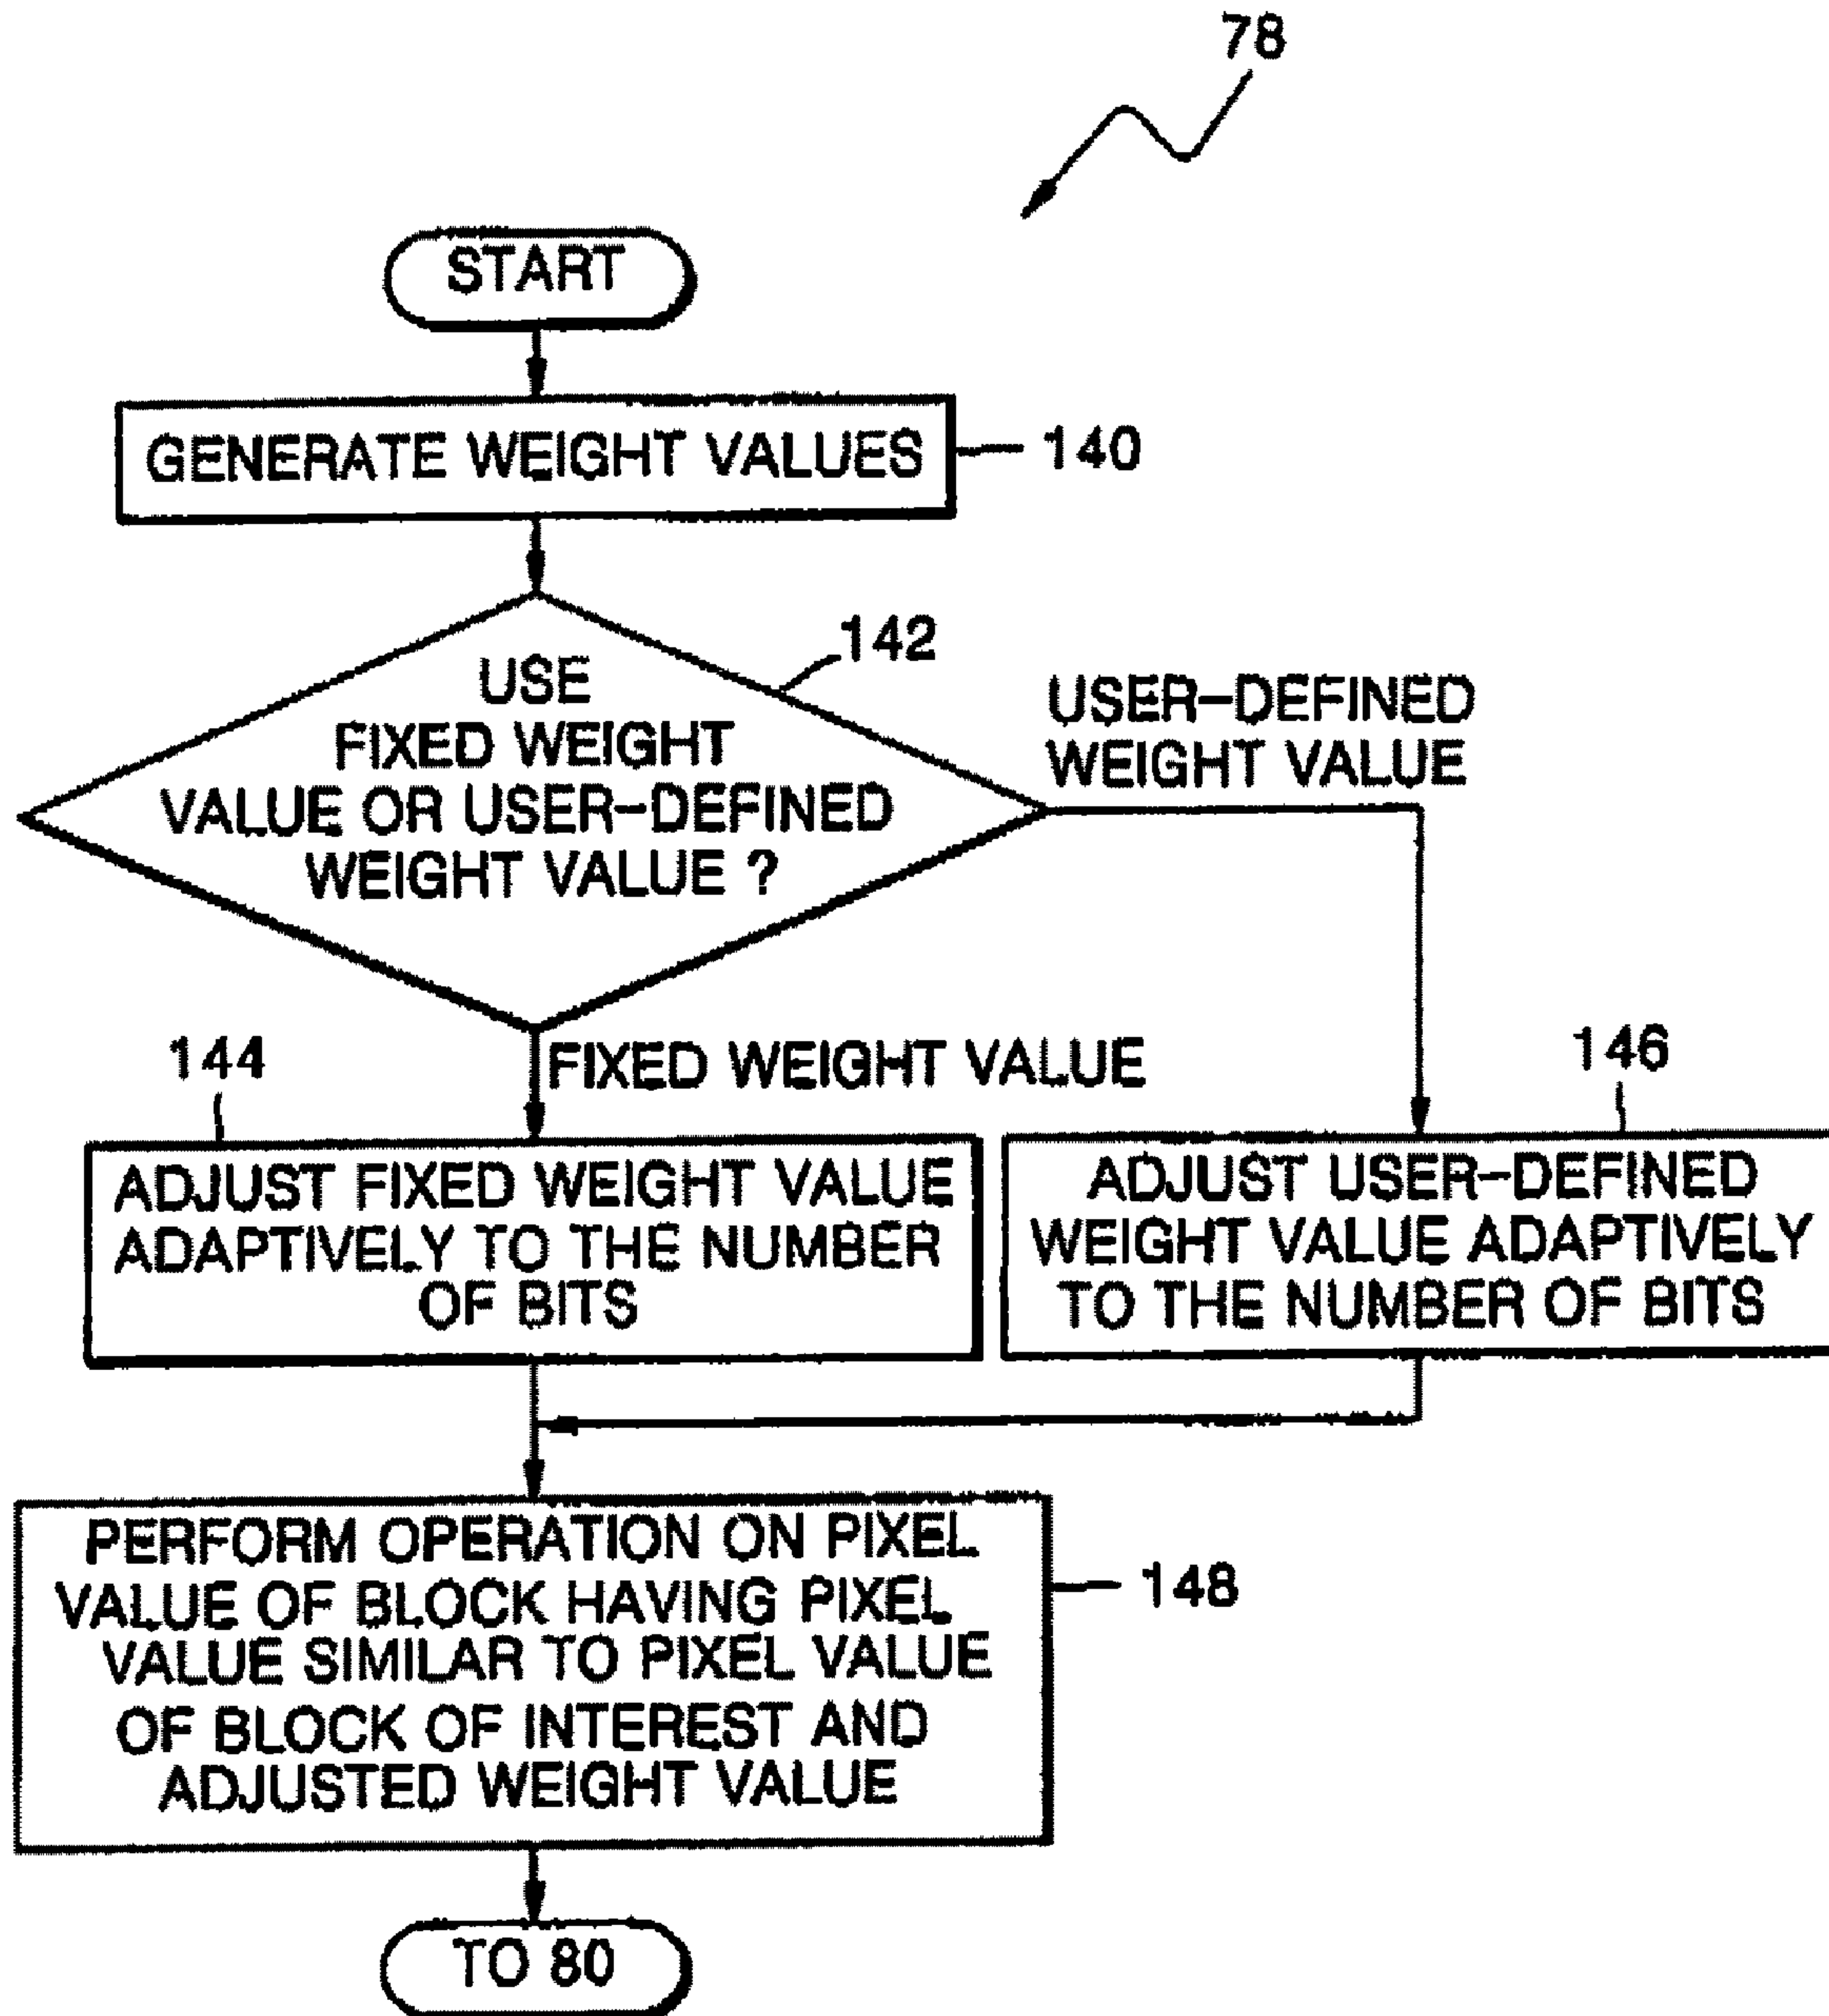 78
START
GENERATE WEIGHT VALUES
140
142
USE
FIXED WEIGHT
VALUE OR USER-DEFINED
WEIGHT VALUE ?
USER-DEFINED
WEIGHT VALUE
FIXED WEIGHT VALUE
144
ADJUST FIXED WEIGHT VALUE
ADAPTIVELY TO THE NUMBER
OF BITS
146
ADJUST USER-DEFINED
WEIGHT VALUE ADAPTIVELY
TO THE NUMBER OF BITS
PERFORM OPERATION ON PIXEL
VALUE OF BLOCK HAVING PIXEL
VALUE SIMILAR TO PIXEL VALUE
OF BLOCK OF INTEREST AND
ADJUSTED WEIGHT VALUE
148
TO 80